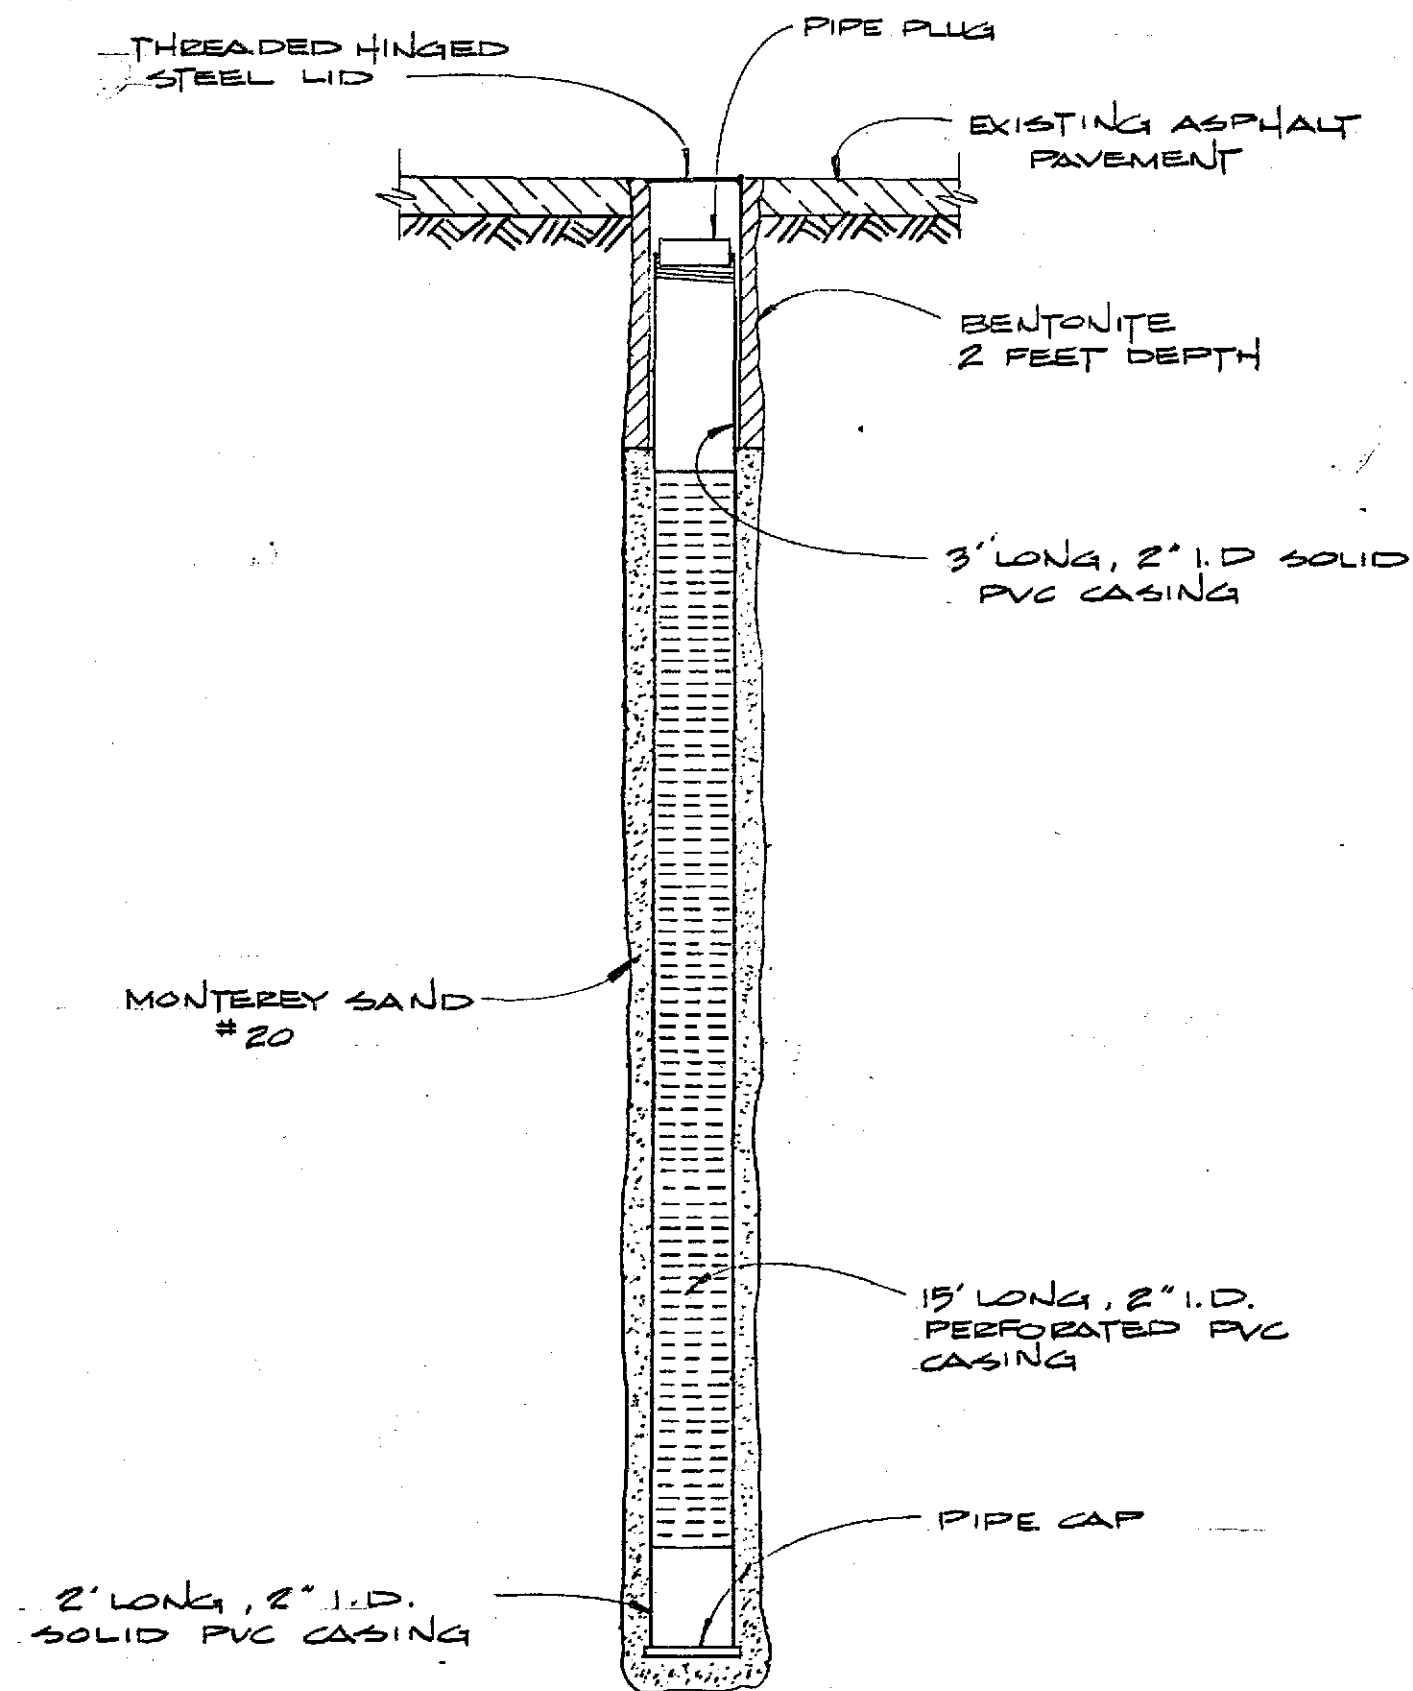 THREADED HINGED
STEEL LID
PIPE PLUG
EXISTING ASPHALT
PAVEMENT
BENTONITE
2 FEET DEPTH
3' LONG, 2" I.D SOLID
PVC CASING
MONTEREY SAND
#20
15' LONG, 2" I.D.
PERFORATED PVC
CASING
PIPE CAP
2' LONG, 2" I.D.
SOLID PVC CASING